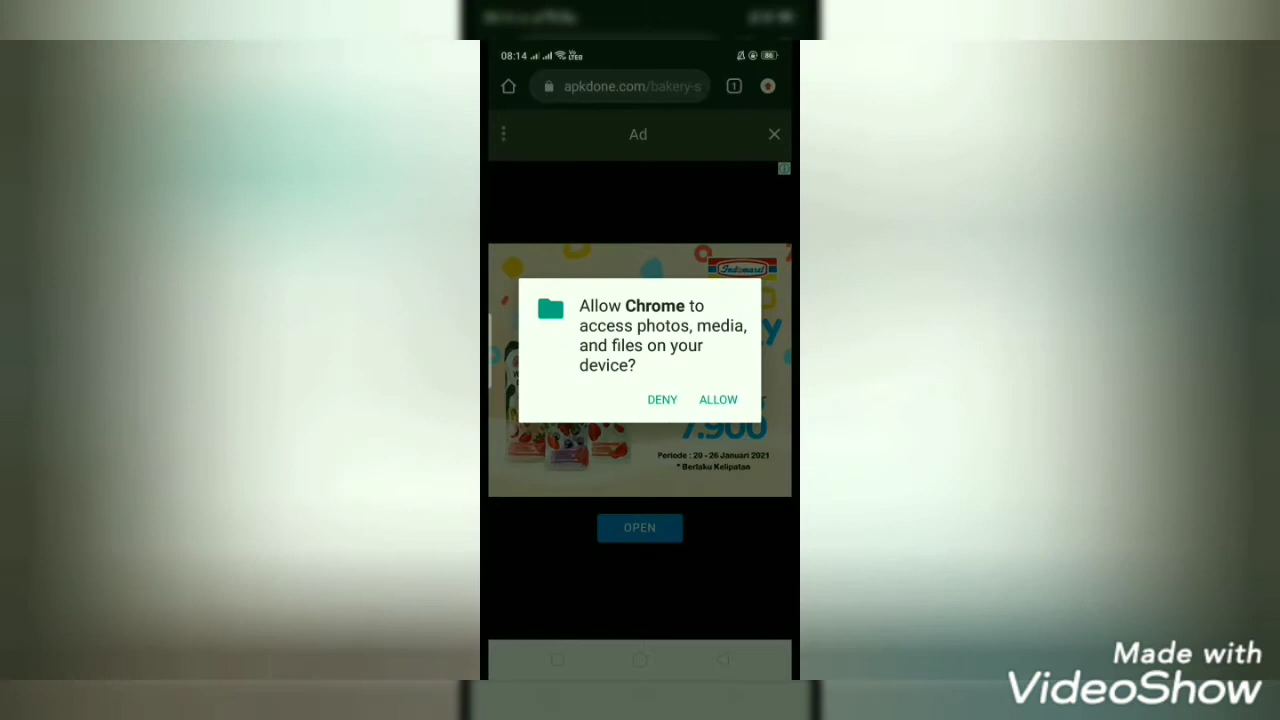 08:14
apkdone.com/bakery-s
1
Ad
Indomaret
Allow Chrome to
access photos, media,
and files on your
device?
DENY
ALLOW
7.900
Periode : 20 - 26 Januari 2021
* Berlaku Kelipatan
OPEN
Made with
VideoShow